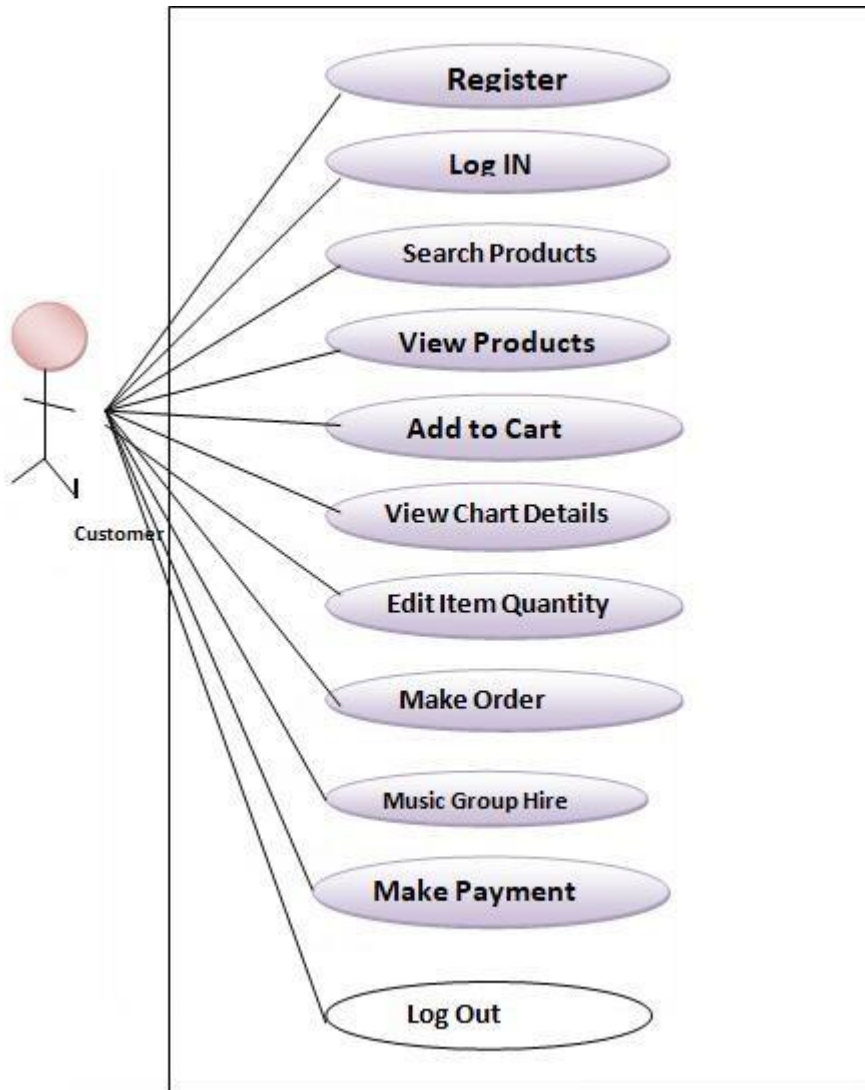 Register
Log IN
Search Products
View Products
Add to Cart
View Chart Details
Customer
Edit Item Quantity
Make Order
Music Group Hire
Make Payment
Log Out